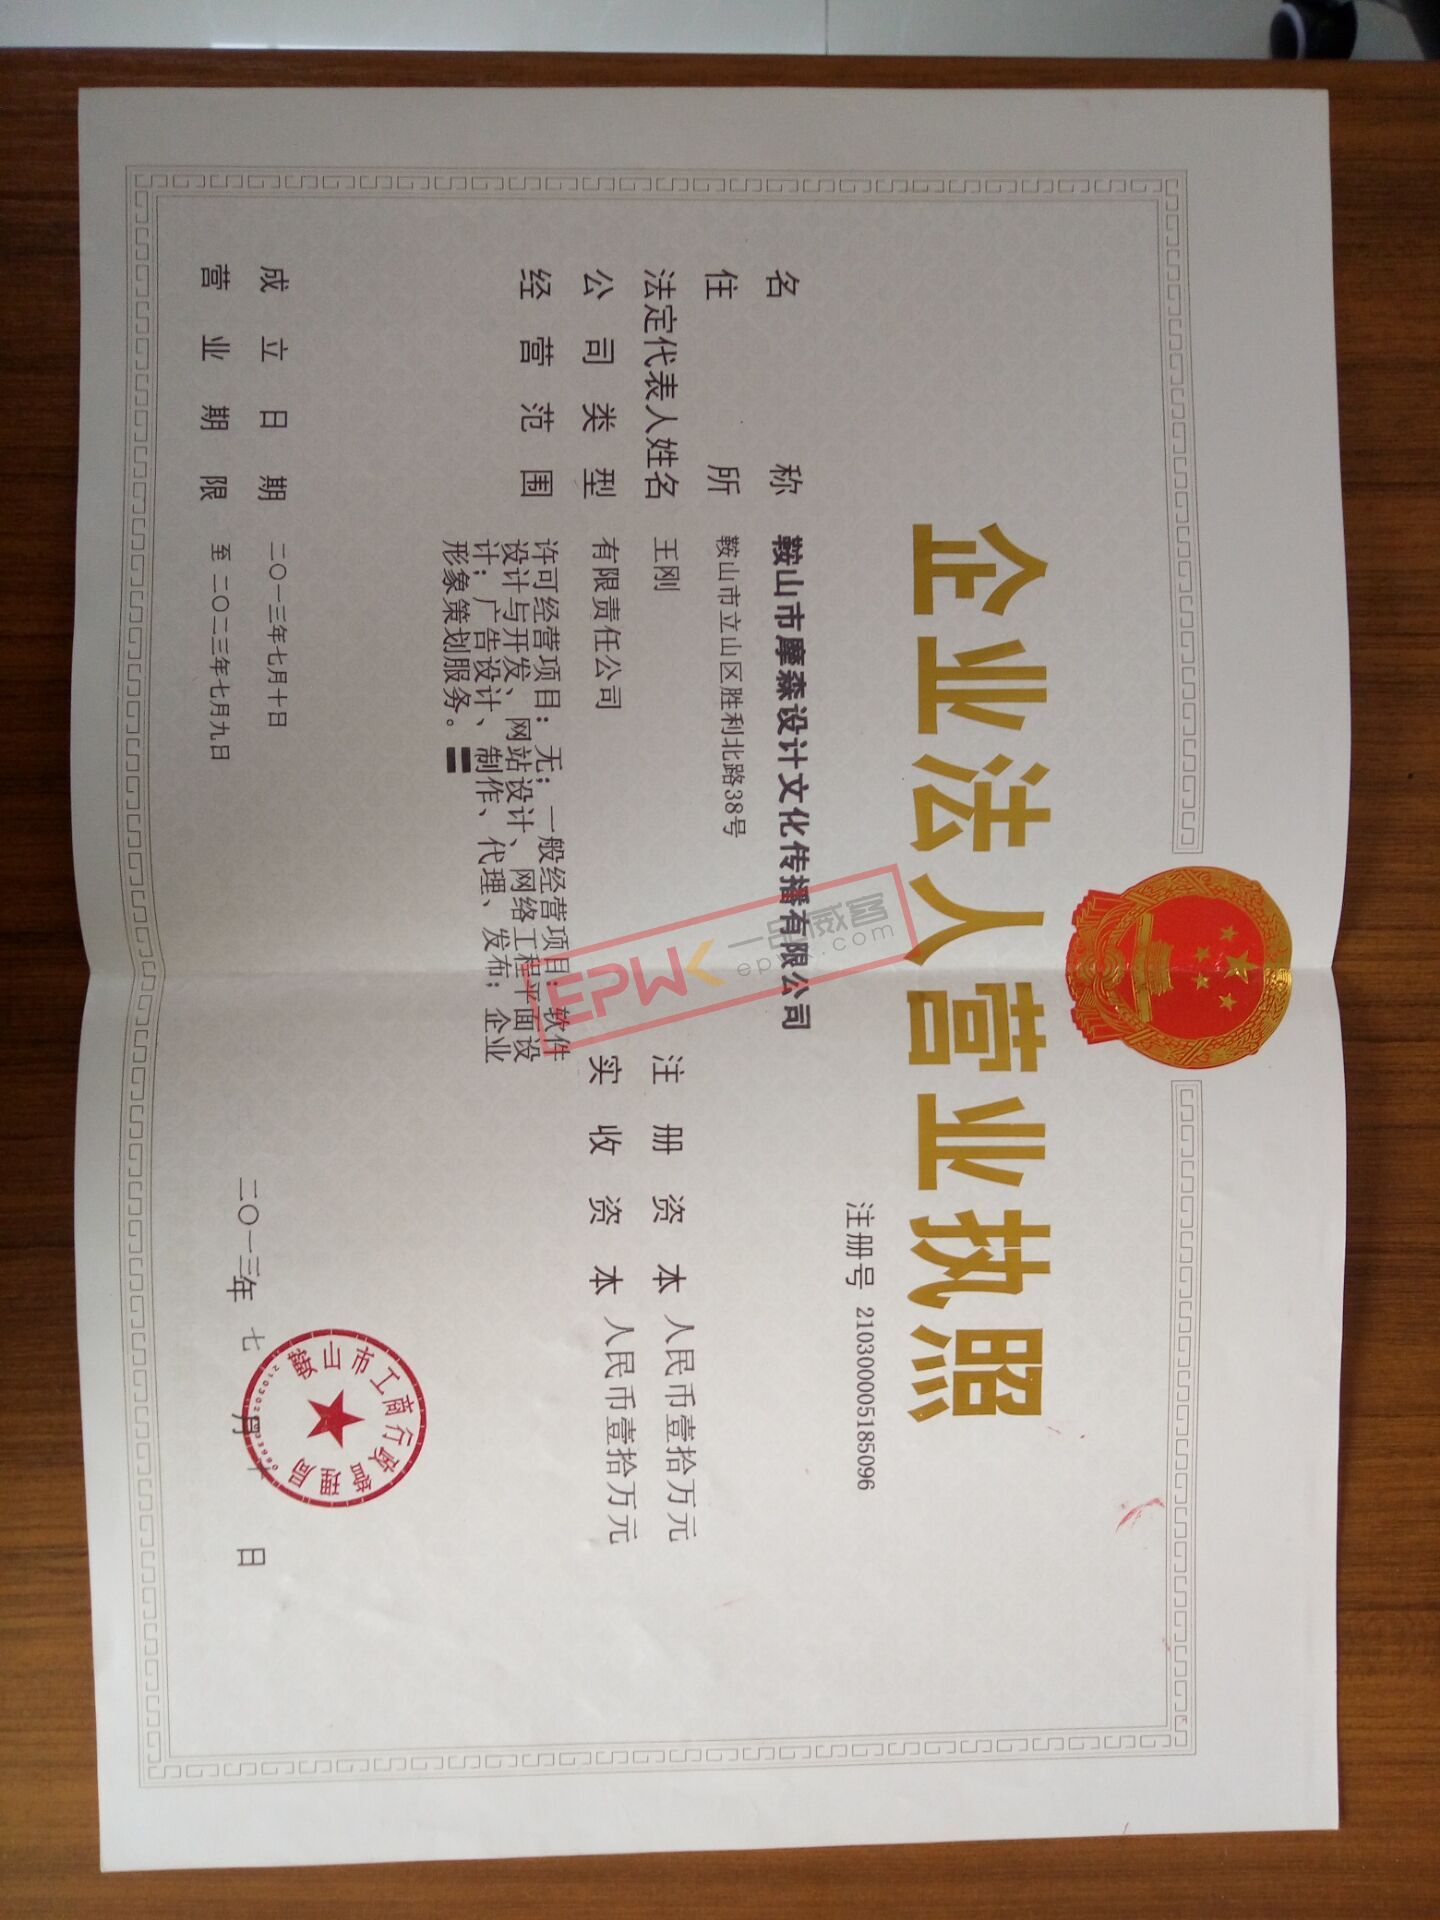 企业法人营业执照
注册号 210300005185096
名称 鞍山市摩森设计文化传播有限公司
住所 鞍山市立山区胜利北路38号
法定代表人姓名 王刚
注册资本 人民币壹拾万元
公司类型 有限责任公司
实收资本 人民币壹拾万元
经营范围 许可经营项目：无；一般经营项目：软件
设计与开发、网站设计、网络工程平面设
计；广告设计、制作、代理、发布；企业
形象策划服务。
成立日期 二〇一三年七月十日
营业期限 至 二〇二三年七月九日
二〇一三年 七 月 日
鞍山市工商行政管理局
EPWK 一品威客
epwk.com